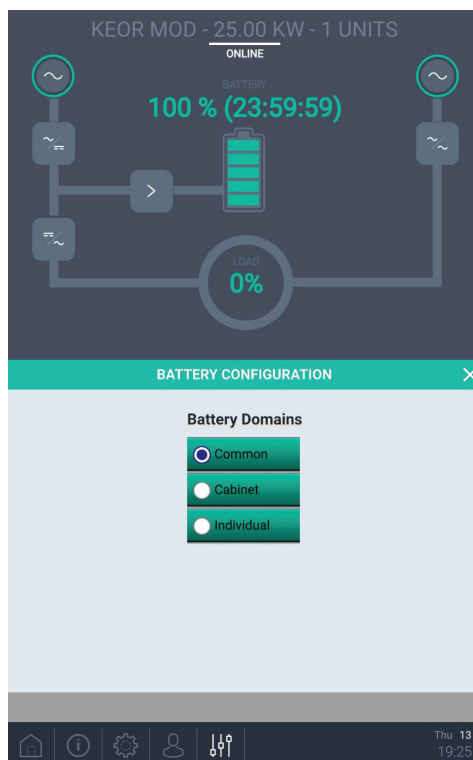 KEOR MOD - 25.00 KW - 1 UNITS
ONLINE
BATTERY
100 % (23:59:59)
LOAD
0%
BATTERY CONFIGURATION
Battery Domains
Common
Cabinet
Individual
Thu 13
19:25